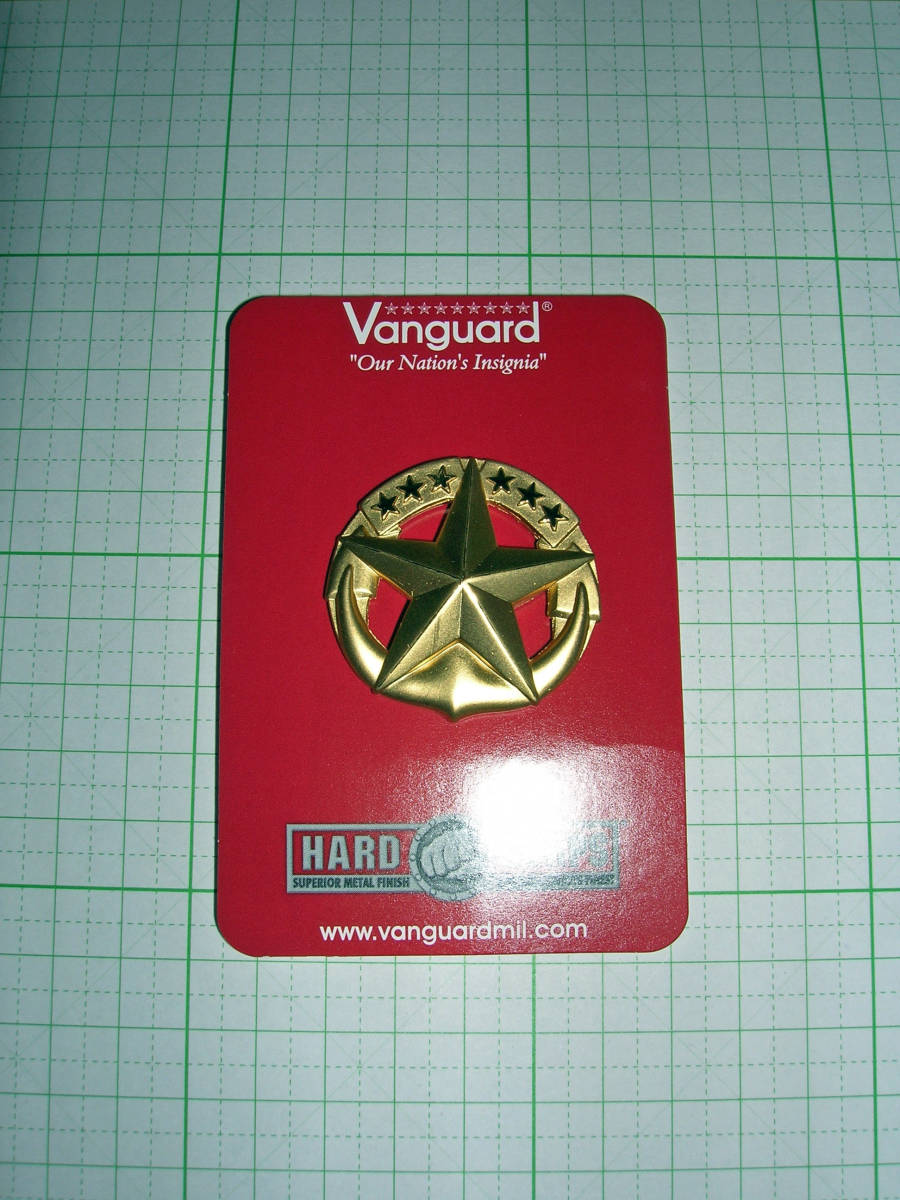 Vanguard®
"Our Nation's Insignia"
HARD
SUPERIOR METAL FINISH
www.vanguardmil.com